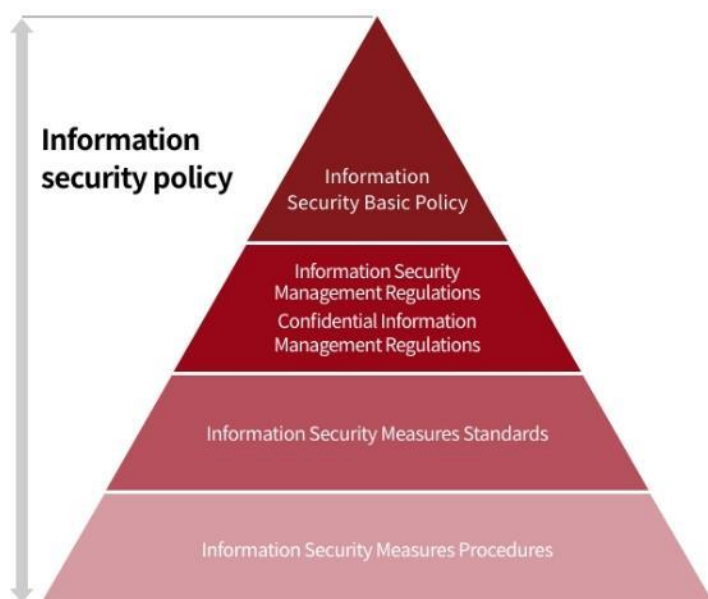 Information
security policy
Information
Security Basic Policy
Information Security
Management Regulations
Confidential Information
Management Regulations
Information Security Measures Standards
Information Security Measures Procedures